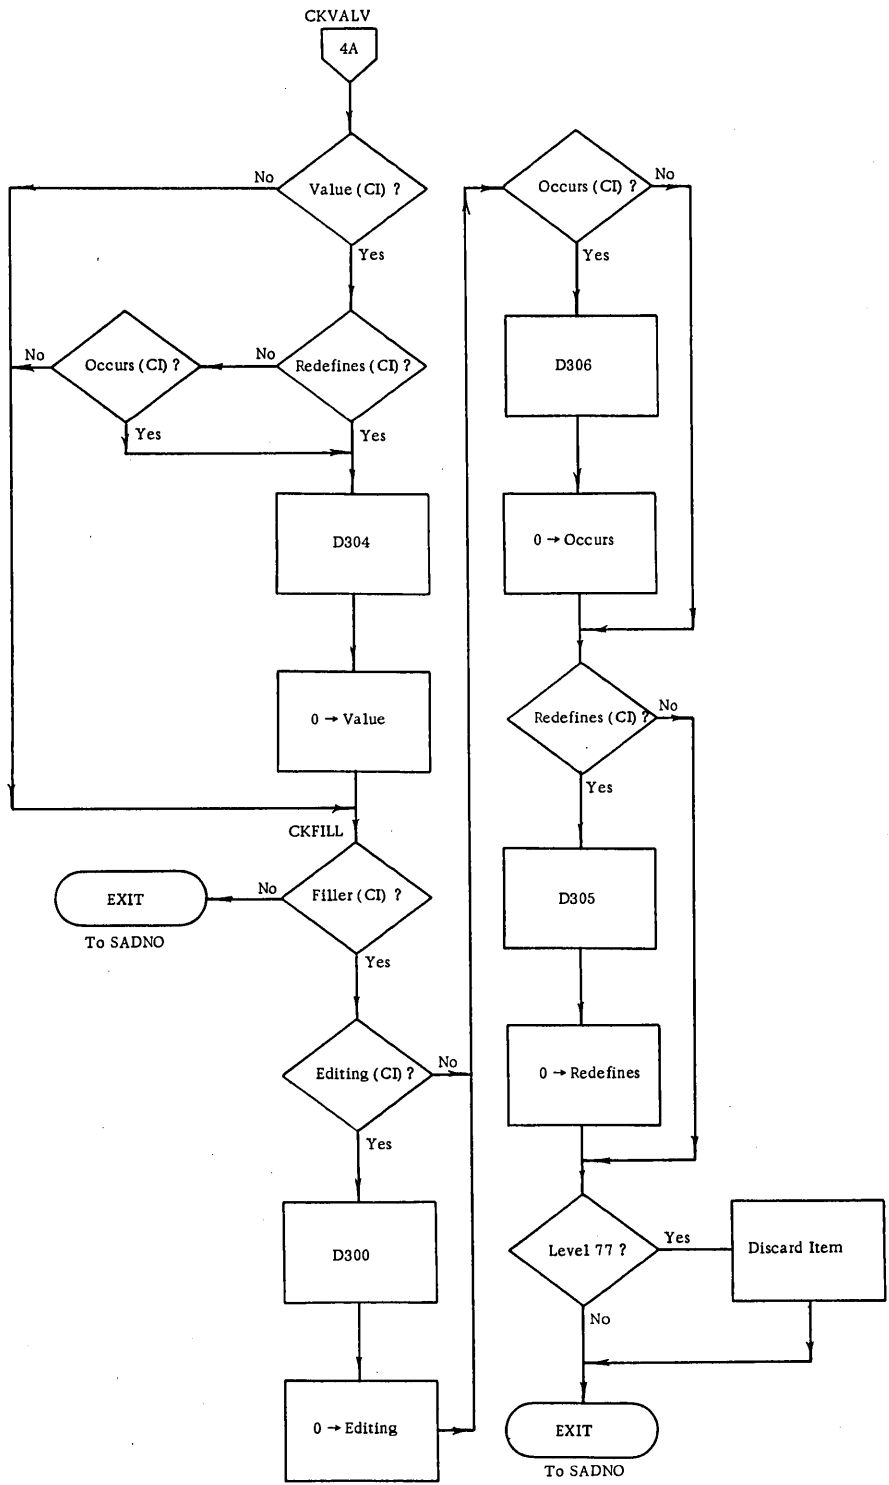 CKVALV
4A
Value (CI) ?
No
Yes
Redefines (CI) ?
No
Yes
Occurs (CI) ?
No
Yes
D304
0 → Value
CKFILL
Filler (CI) ?
No
EXIT
To SADNO
Yes
Editing (CI) ?
No
Yes
D300
0 → Editing
Occurs (CI) ?
No
Yes
D306
0 → Occurs
Redefines (CI) ?
No
Yes
D305
0 → Redefines
Level 77 ?
Yes
Discard Item
No
EXIT
To SADNO